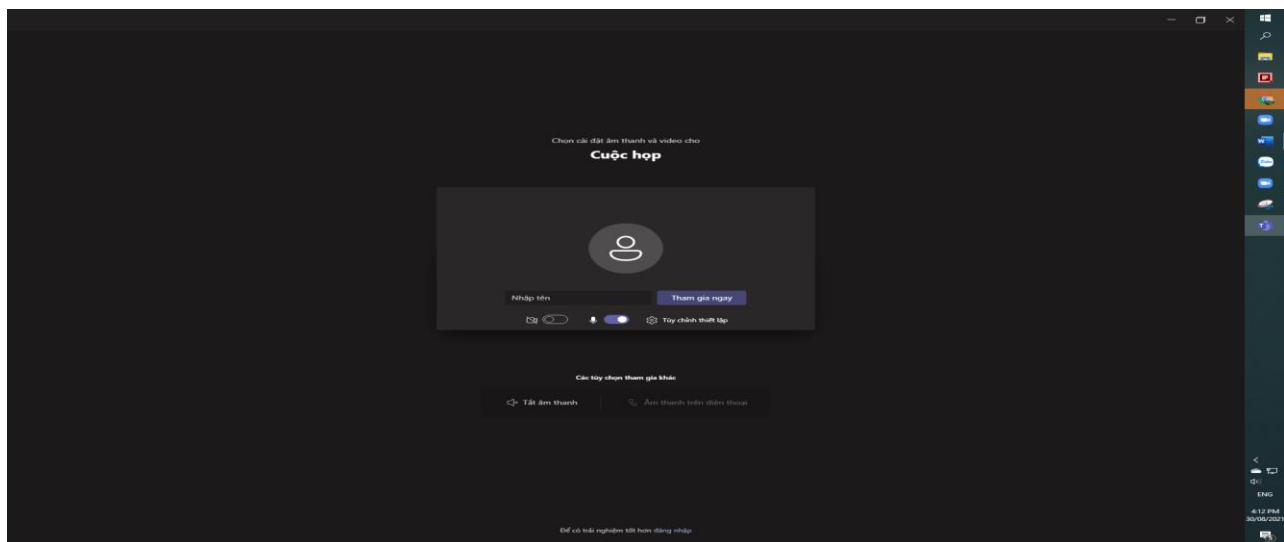 Chọn cài đặt âm thanh và video cho
Cuộc họp
Nhập tên
Tham gia ngay
Tùy chỉnh thiết lập
Các tùy chọn tham gia khác
Tắt âm thanh
Âm thanh trên điện thoại
Để có trải nghiệm tốt hơn đăng nhập
ENG
4:12 PM
30/08/2021